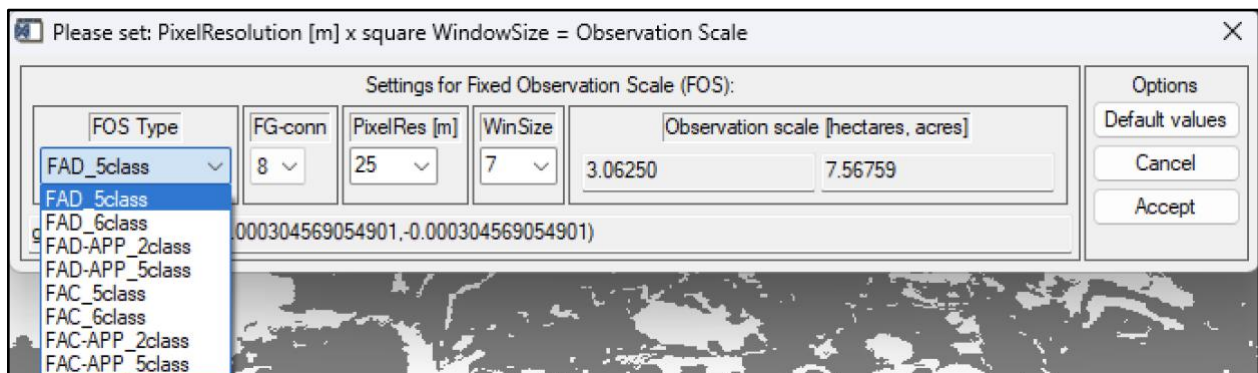 Please set: PixelResolution [m] x square WindowSize = Observation Scale
Settings for Fixed Observation Scale (FOS):
Options
FOS Type
FG-conn
PixelRes [m]
WinSize
Observation scale [hectares, acres]
Default values
FAD_5class
8
25
7
3.06250
7.56759
Cancel
Accept
FAD_5class
FAD_6class
FAD-APP_2class
FAD-APP_5class
FAC_5class
FAC_6class
FAC-APP_2class
FAC-APP_5class
000304569054901,-0.000304569054901)